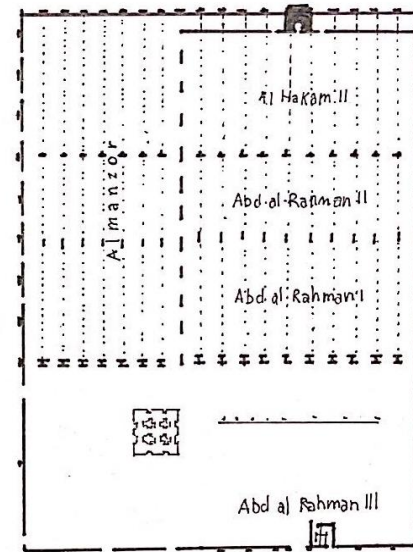 Al Hakam II
Almanzor
Abd al-Rahman II
Abd al-Rahman I
Abd al Rahman III